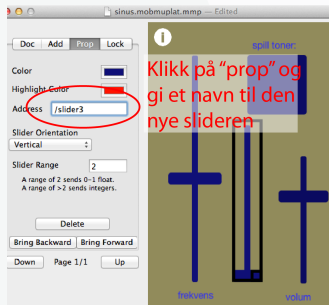 sinus.mobmuplat.mmp — Edited
Doc Add Prop Lock
Color
Highlight Color
Address /slider3
Slider Orientation
Vertical
Slider Range 2
A range of 2 sends 0-1 float.
A range of >2 sends integers.
Delete
Bring Backward Bring Forward
Down Page 1/1 Up
i
spill toner:
Klikk på “prop” og
gi et navn til den
nye slideren
frekvens
volum